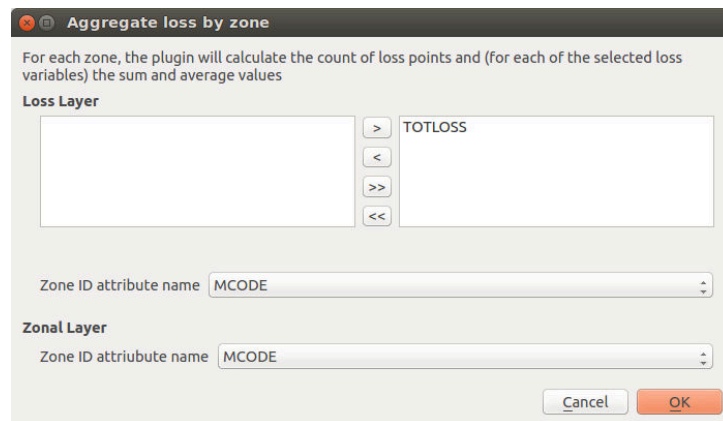 Aggregate loss by zone
For each zone, the plugin will calculate the count of loss points and (for each of the selected loss
variables) the sum and average values
Loss Layer
>
TOTLOSS
<
>>
<<
Zone ID attribute name MCODE
Zonal Layer
Zone ID attriubute name MCODE
Cancel OK